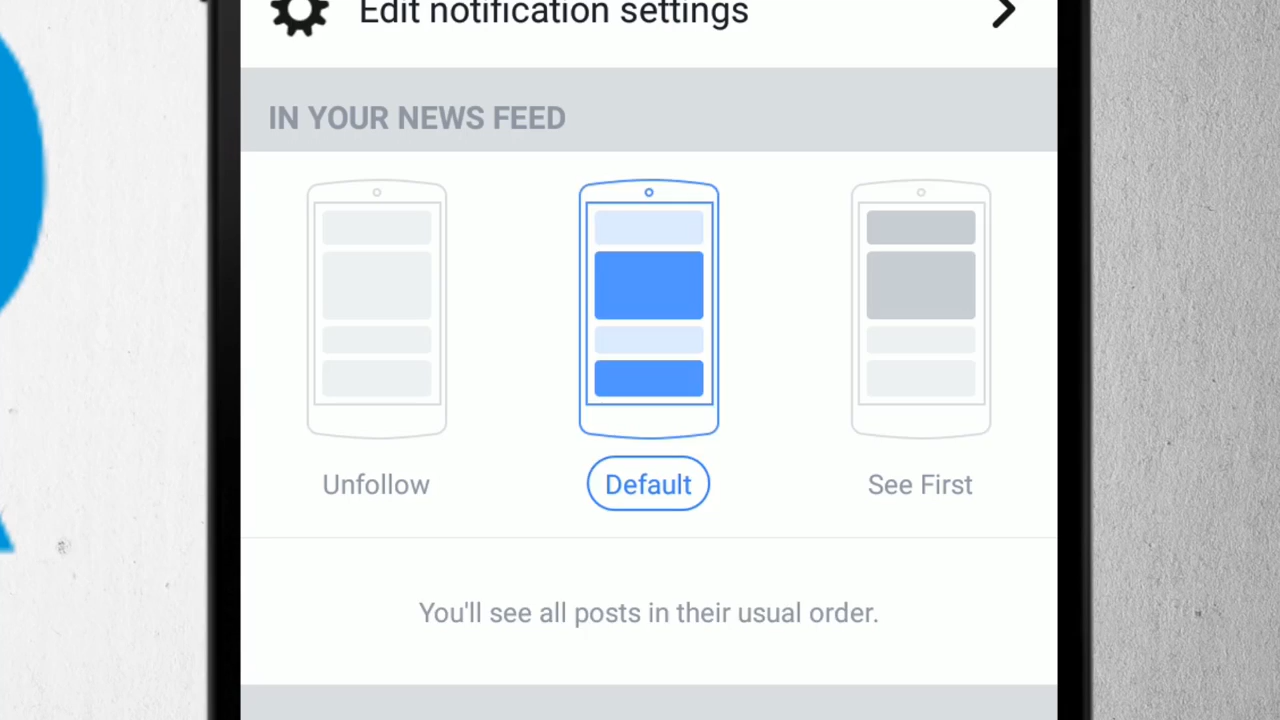 Edit notification settings
IN YOUR NEWS FEED
Unfollow
Default
See First
You'll see all posts in their usual order.